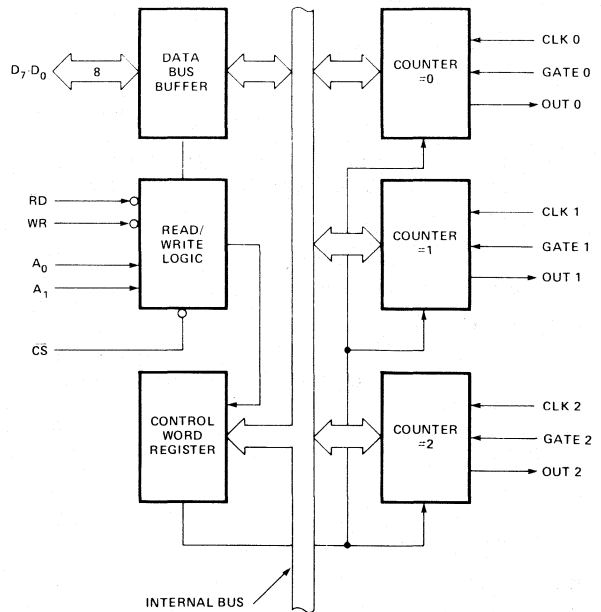 D7-D0
8
DATA
BUS
BUFFER
COUNTER
=0
CLK 0
GATE 0
OUT 0
RD
WR
A0
A1
CS
READ/
WRITE
LOGIC
COUNTER
=1
CLK 1
GATE 1
OUT 1
CONTROL
WORD
REGISTER
COUNTER
=2
CLK 2
GATE 2
OUT 2
INTERNAL BUS